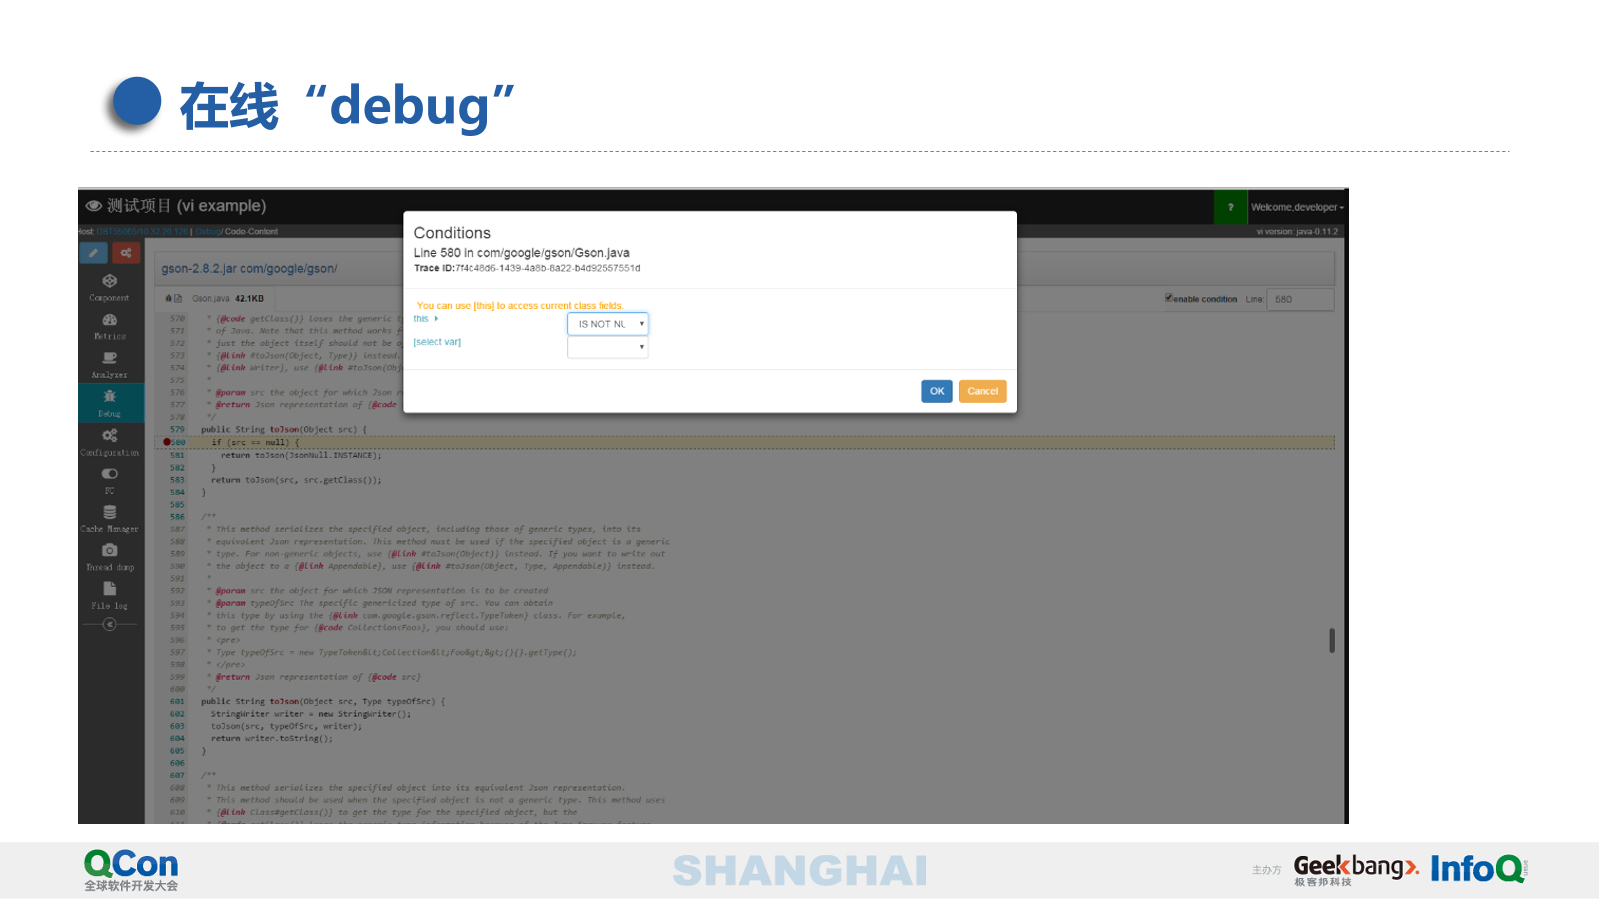 在线“debug”
测试项目 (vi example)
?
Welcome,developer
Debug/ Code-Content
vi version: java-0.11.2
gson-2.8.2.jar com/google/gson/
Gson.java 42.1KB
enable condition Line: 580
Conditions
Line 580 in com/google/gson/Gson.java
Trace ID:7f4c48d6-1439-4a8b-8a22-b4d92557551d
You can use [this] to access current class fields.
this
IS NOT NU
[select var]
OK
Cancel
Component
Metrics
Analyzer
Debug
Configuration
FC
Cache Manager
Thread dump
File log
570 * {@code getClass()} loses the generic t
571 * of Java. Note that this method works f
572 * just the object itself should not be o
573 * {@link #toJson(Object, Type)} instead.
574 * {@link Writer}, use {@link #toJson(Obj
575 *
576 * @param src the object for which Json r
577 * @return Json representation of {@code
578 */
579 public String toJson(Object src) {
580 if (src == null) {
581 return toJson(JsonNull.INSTANCE);
582 }
583 return toJson(src, src.getClass());
584 }
585
586 /**
587 * This method serializes the specified object, including those of generic types, into its
588 * equivalent Json representation. This method must be used if the specified object is a generic
589 * type. For non-generic objects, use {@link #toJson(Object)} instead. If you want to write out
590 * the object to a {@link Appendable}, use {@link #toJson(Object, Type, Appendable)} instead.
591 *
592 * @param src the object for which JSON representation is to be created
593 * @param typeOfSrc The specific genericized type of src. You can obtain
594 * this type by using the {@link com.google.gson.reflect.TypeToken} class. For example,
595 * to get the type for {@code Collection<Foo>}, you should use:
596 * <pre>
597 * Type typeOfSrc = new TypeToken&lt;Collection&lt;Foo&gt;&gt;(){}.getType();
598 * </pre>
599 * @return Json representation of {@code src}
600 */
601 public String toJson(Object src, Type typeOfSrc) {
602 StringWriter writer = new StringWriter();
603 toJson(src, typeOfSrc, writer);
604 return writer.toString();
605 }
606
607 /**
608 * This method serializes the specified object into its equivalent Json representation.
609 * This method should be used when the specified object is not a generic type. This method uses
610 * {@link Class#getClass()} to get the type for the specified object, but the
QCon
全球软件开发大会
SHANGHAI
主办方
Geekbang>.
极客邦科技
InfoQ